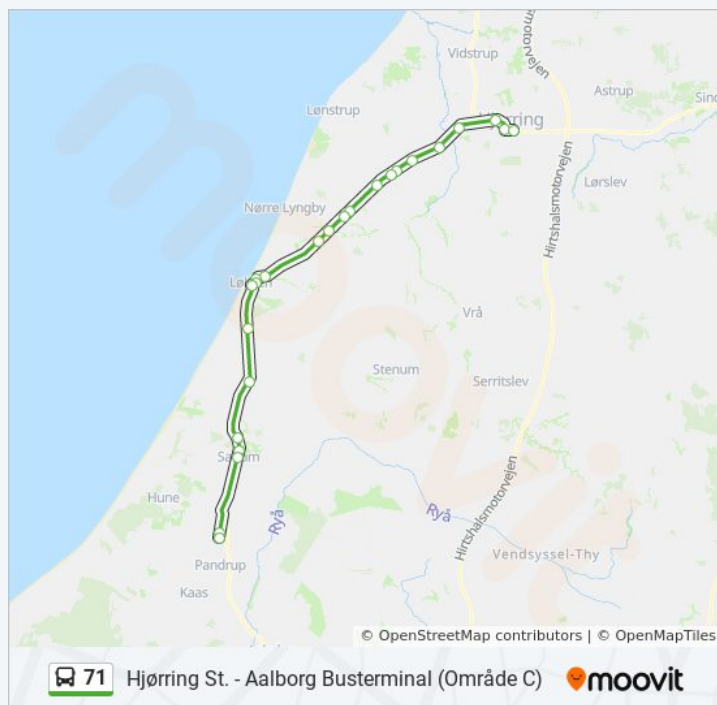 Vidstrup
Hirtshalsmotorvejen
Astrup
Lønstrup
Hjørring
Lørslev
Nørre Lyngby
Hirtshalsmotorvejen
Vrå
Stenum
Serritslev
Hune
Ryå
Ryå
Hirtshalsmotorvejen
Vendsyssel-Thy
Pandrup
Kaas
© OpenStreetMap contributors | © OpenMapTiles
71 Hjørring St. - Aalborg Busterminal (Område C) moovit